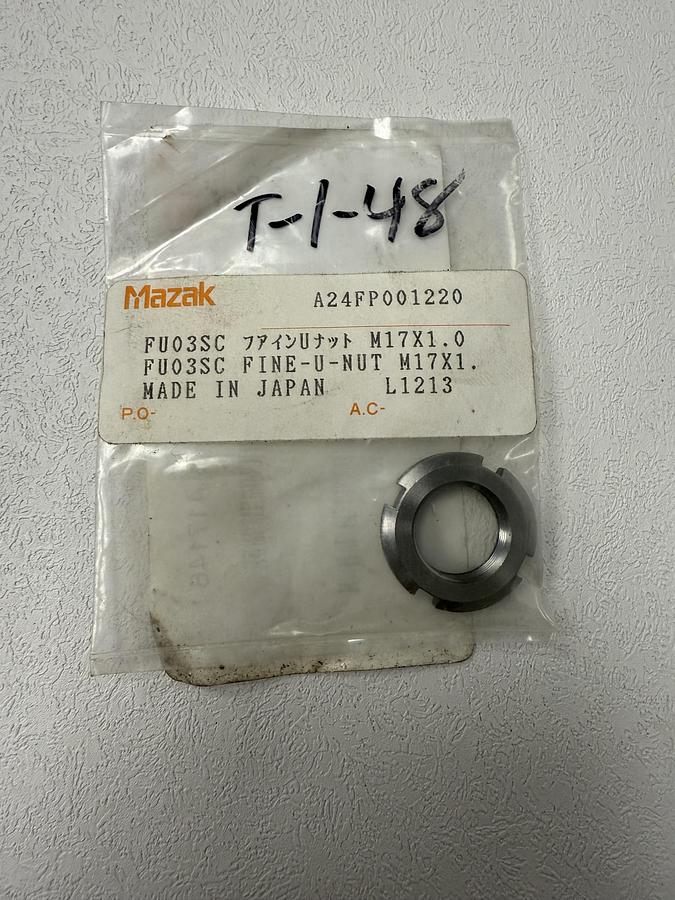 T-1-48
Mazak A24FP001220
FU03SC ファインUナット M17X1.0
FU03SC FINE-U-NUT M17X1.
MADE IN JAPAN L1213
P.O- A.C-